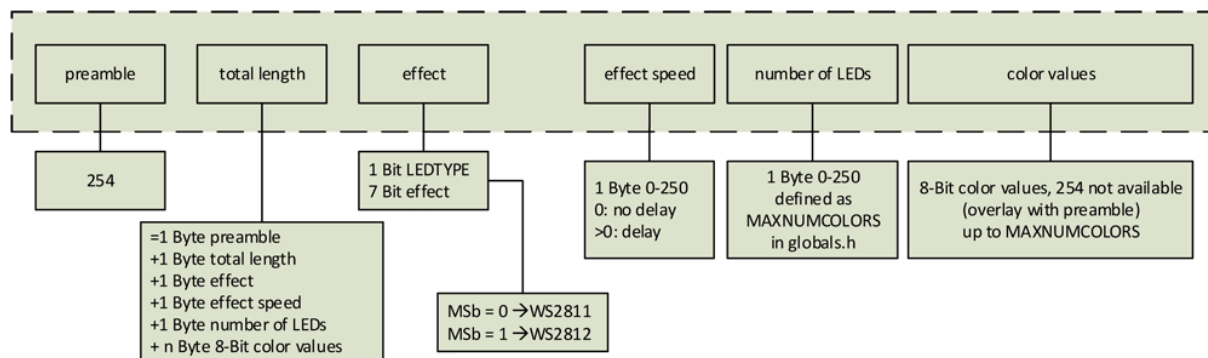 preamble
total length
effect
effect speed
number of LEDs
color values
254
1 Bit LEDTYPE
7 Bit effect
1 Byte 0-250
0: no delay
>0: delay
1 Byte 0-250
defined as
MAXNUMCOLORS
in globals.h
8-Bit color values, 254 not available
(overlay with preamble)
up to MAXNUMCOLORS
=1 Byte preamble
+1 Byte total length
+1 Byte effect
+1 Byte effect speed
+1 Byte number of LEDs
+ n Byte 8-Bit color values
MSb = 0 →WS2811
MSb = 1 →WS2812